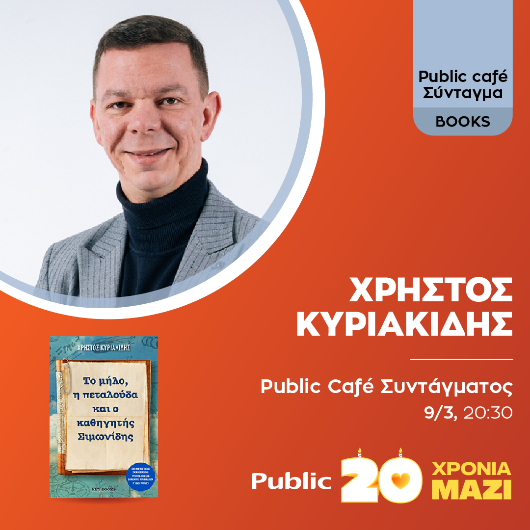 Public café
Σύνταγμα
BOOKS
ΧΡΗΣΤΟΣ
ΚΥΡΙΑΚΙΔΗΣ
Public Café Συντάγματος
9/3, 20:30
ΧΡΗΣΤΟΣ ΚΥΡΙΑΚΙΔΗΣ
Το μήλο,
η πεταλούδα
και ο
καθηγητής
Σιμωνίδης
Public 20 ΧΡΟΝΙΑ
ΜΑΖΙ